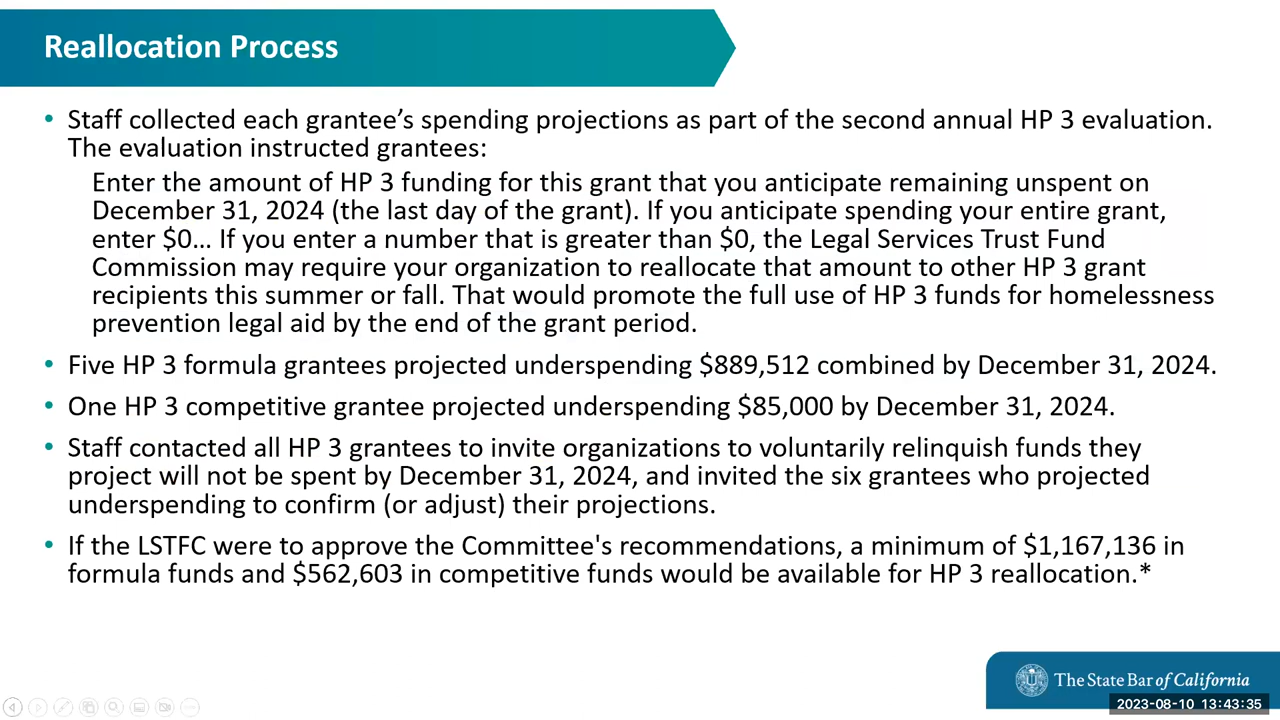 Reallocation Process
• Staff collected each grantee’s spending projections as part of the second annual HP 3 evaluation.
The evaluation instructed grantees:
Enter the amount of HP 3 funding for this grant that you anticipate remaining unspent on
December 31, 2024 (the last day of the grant). If you anticipate spending your entire grant,
enter $0… If you enter a number that is greater than $0, the Legal Services Trust Fund
Commission may require your organization to reallocate that amount to other HP 3 grant
recipients this summer or fall. That would promote the full use of HP 3 funds for homelessness
prevention legal aid by the end of the grant period.
• Five HP 3 formula grantees projected underspending $889,512 combined by December 31, 2024.
• One HP 3 competitive grantee projected underspending $85,000 by December 31, 2024.
• Staff contacted all HP 3 grantees to invite organizations to voluntarily relinquish funds they
project will not be spent by December 31, 2024, and invited the six grantees who projected
underspending to confirm (or adjust) their projections.
• If the LSTFC were to approve the Committee's recommendations, a minimum of $1,167,136 in
formula funds and $562,603 in competitive funds would be available for HP 3 reallocation.*
The State Bar of California
2023-08-10 13:43:35